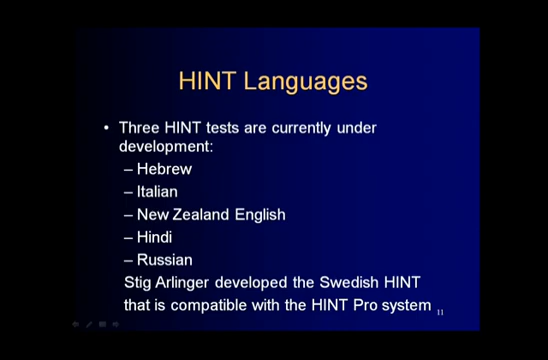 HINT Languages
• Three HINT tests are currently under
development:
– Hebrew
– Italian
– New Zealand English
– Hindi
– Russian
Stig Arlinger developed the Swedish HINT
that is compatible with the HINT Pro system
11